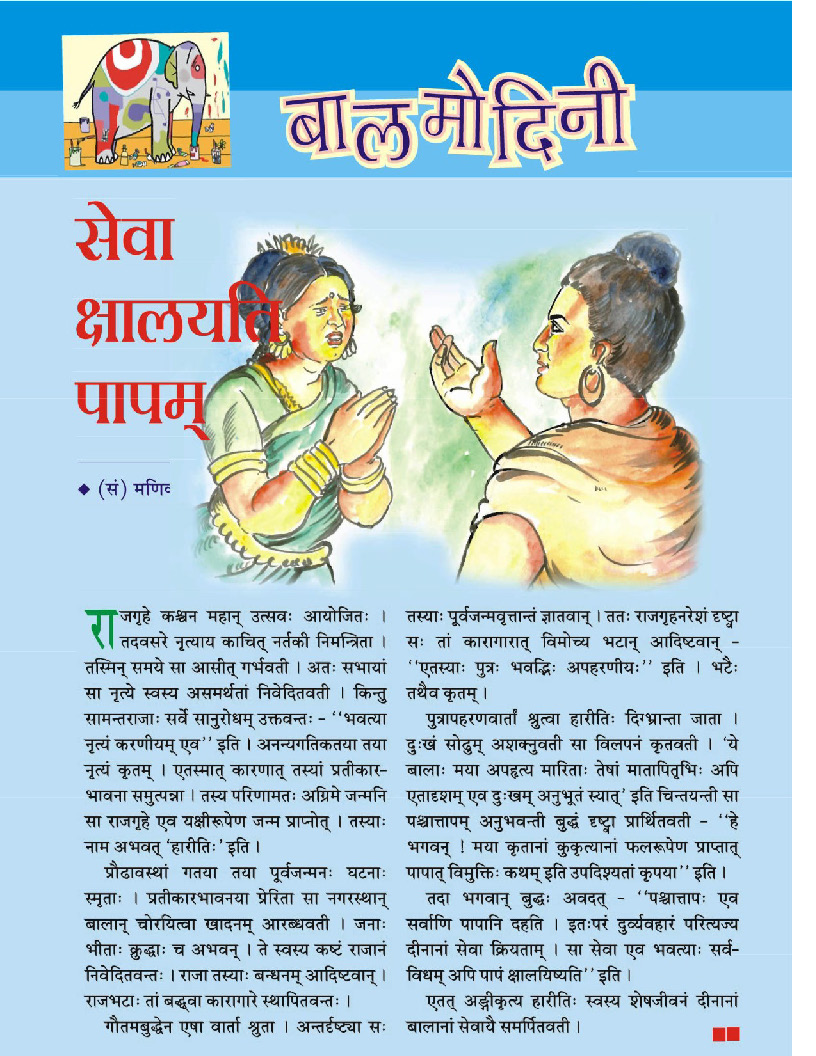 बालमोदिनी
सेवा
क्षालयति
पापम्
◆ (सं) मणिव
राजगृहे कश्चन महान् उत्सवः आयोजितः ।
तदवसरे नृत्याय काचित् नर्तकी निमन्त्रिता ।
तस्मिन् समये सा आसीत् गर्भवती । अतः सभायां
सा नृत्ये स्वस्य असमर्थतां निवेदितवती । किन्तु
सामन्तराजाः सर्वे सानुरोधम् उक्तवन्तः - ‘‘भवत्या
नृत्यं करणीयम् एव’’ इति । अनन्यगतिकतया तया
नृत्यं कृतम् । एतस्मात् कारणात् तस्यां प्रतीकार-
भावना समुत्पन्ना । तस्य परिणामतः अग्रिमे जन्मनि
सा राजगृहे एव यक्षीरूपेण जन्म प्राप्नोत् । तस्याः
नाम अभवत् ‘हारीतिः’ इति ।
प्रौढावस्थां गतया तया पूर्वजन्मनः घटनाः
स्मृताः । प्रतीकारभावनया प्रेरिता सा नगरस्थान्
बालान् चोरयित्वा खादनम् आरब्धवती । जनाः
भीताः क्रुद्धाः च अभवन् । ते स्वस्य कष्टं राजानं
निवेदितवन्तः । राजा तस्याः बन्धनम् आदिष्टवान् ।
राजभटाः तां बद्ध्वा कारागारे स्थापितवन्तः ।
गौतमबुद्धेन एषा वार्ता श्रुता । अन्तर्दृष्ट्या सः
तस्याः पूर्वजन्मवृत्तान्तं ज्ञातवान् । ततः राजगृहनरेशं दृष्ट्वा
सः तां कारागारात् विमोच्य भटान् आदिष्टवान् -
‘‘एतस्याः पुत्रः भवद्भिः अपहरणीयः’’ इति । भटैः
तथैव कृतम् ।
पुत्रापहरणवार्तां श्रुत्वा हारीतिः दिग्भ्रान्ता जाता ।
दुःखं सोढुम् अशक्नुवती सा विलपनं कृतवती । ‘ये
बालाः मया अपहृत्य मारिताः तेषां मातापितृभिः अपि
एतादृशम् एव दुःखम् अनुभूतं स्यात्’ इति चिन्तयन्ती सा
पश्चात्तापम् अनुभवन्ती बुद्धं दृष्ट्वा प्रार्थितवती - ‘‘हे
भगवन् ! मया कृतानां कुकृत्यानां फलरूपेण प्राप्तात्
पापात् विमुक्तिः कथम् इति उपदिश्यतां कृपया’’ इति ।
तदा भगवान् बुद्धः अवदत् - ‘‘पश्चात्तापः एव
सर्वाणि पापानि दहति । इतःपरं दुर्व्यवहारं परित्यज्य
दीनानां सेवा क्रियताम् । सा सेवा एव भवत्याः सर्व-
विधम् अपि पापं क्षालयिष्यति’’ इति ।
एतत् अङ्गीकृत्य हारीतिः स्वस्य शेषजीवनं दीनानां
बालानां सेवायै समर्पितवती ।